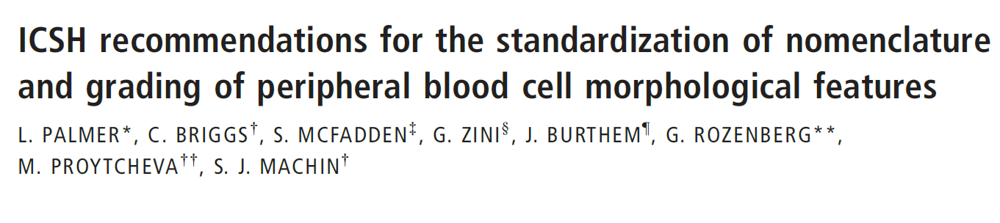 ICSH recommendations for the standardization of nomenclature
and grading of peripheral blood cell morphological features
L. PALMER*, C. BRIGGS†, S. MCFADDEN‡, G. ZINI§, J. BURTHEM¶, G. ROZENBERG**,
M. PROYTCHEVA††, S. J. MACHIN†